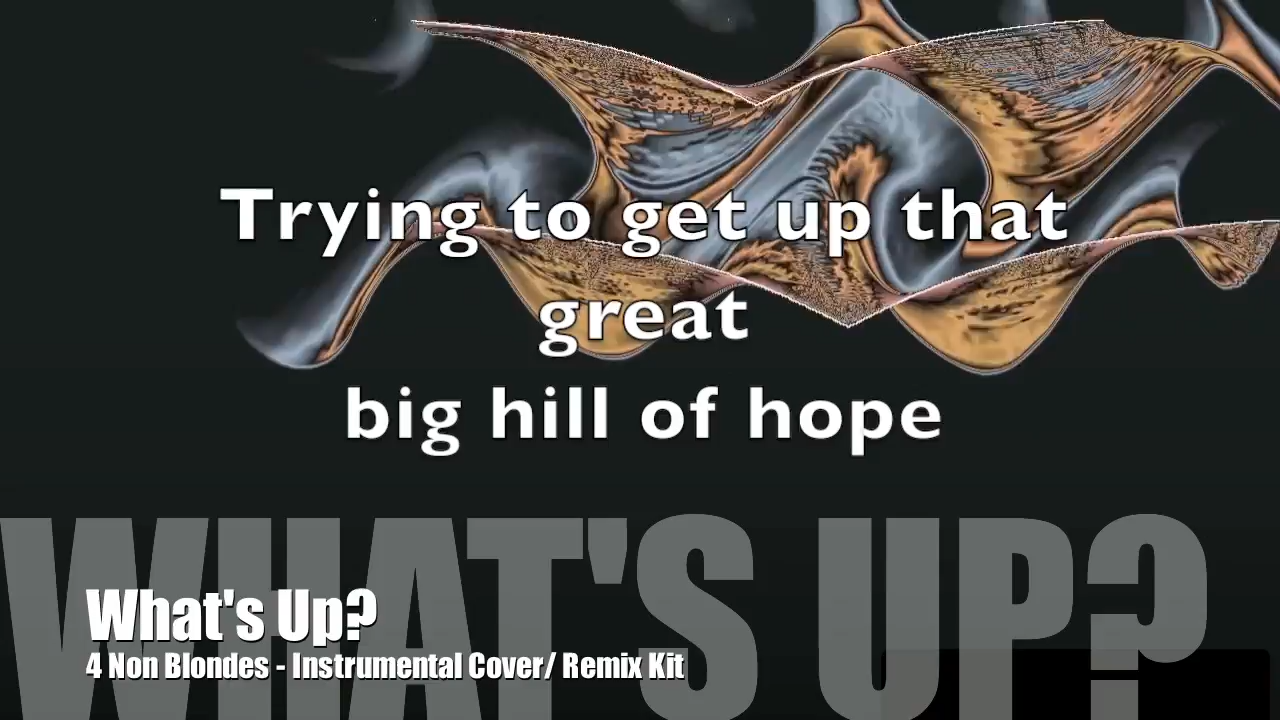 Trying to get up that
great
big hill of hope
WHAT'S UP?
What's Up?
4 Non Blondes - Instrumental Cover/ Remix Kit